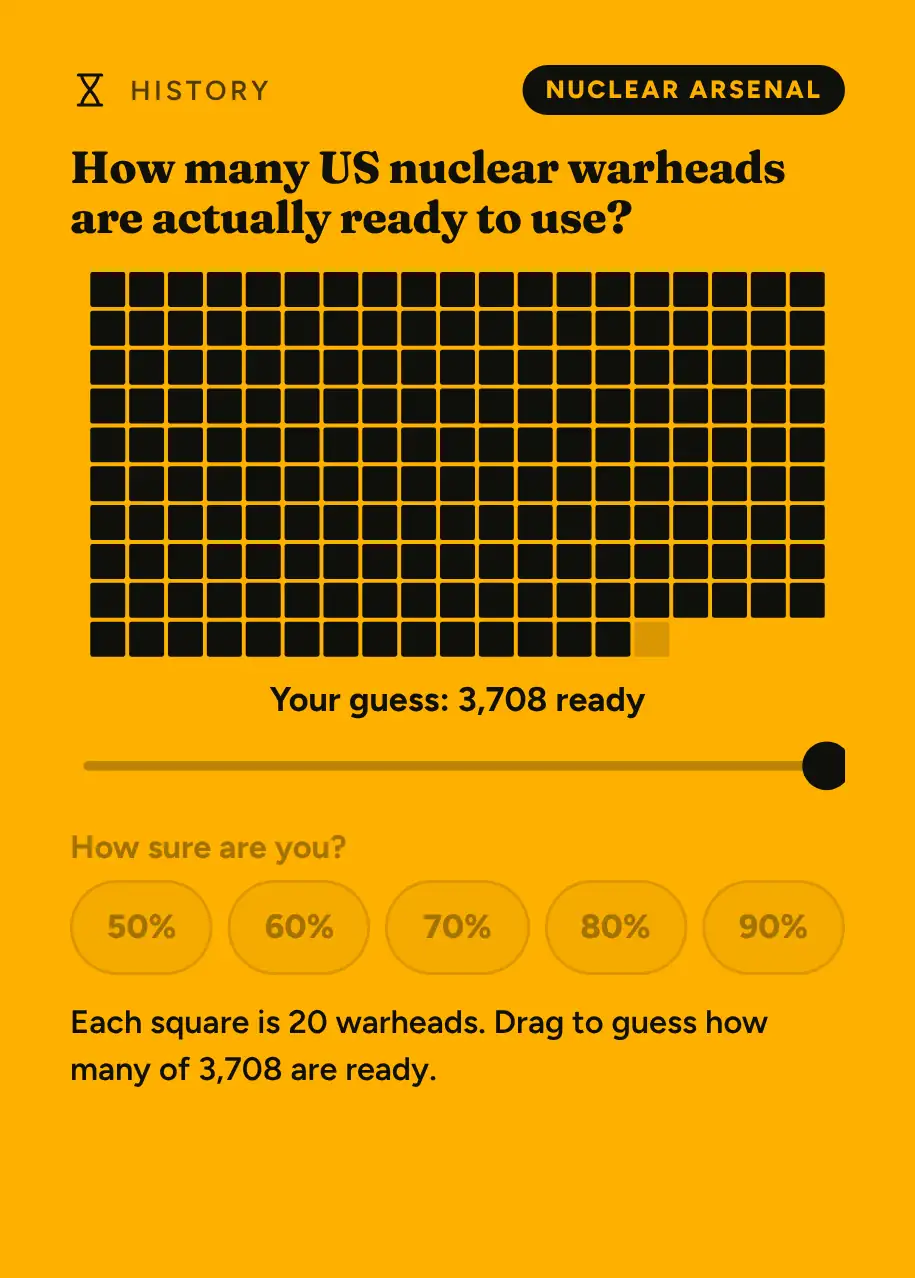 HISTORY
NUCLEAR ARSENAL
How many US nuclear warheads
are actually ready to use?
Your guess: 3,708 ready
How sure are you?
50% 60% 70% 80% 90%
Each square is 20 warheads. Drag to guess how
many of 3,708 are ready.